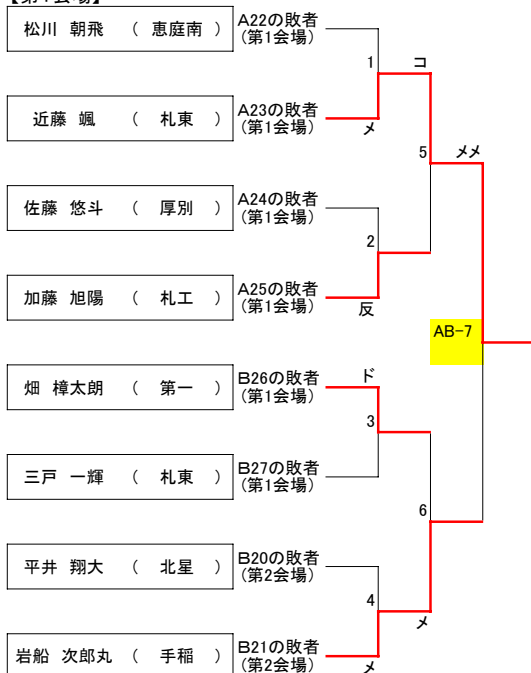 【第1会場】
松川 朝飛 ( 恵庭南 ) A22の敗者
(第1会場)
1 コ
近藤 颯 ( 札東 ) A23の敗者
(第1会場) メ
5 メメ
佐藤 悠斗 ( 厚別 ) A24の敗者
(第1会場)
2
加藤 旭陽 ( 札工 ) A25の敗者
(第1会場) 反
AB-7
畑 樟太朗 ( 第一 ) B26の敗者
(第1会場) ド
3
三戸 一輝 ( 札東 ) B27の敗者
(第1会場)
6
平井 翔大 ( 北星 ) B20の敗者
(第2会場)
4 メ
岩船 次郎丸 ( 手稲 ) B21の敗者
(第2会場) メ